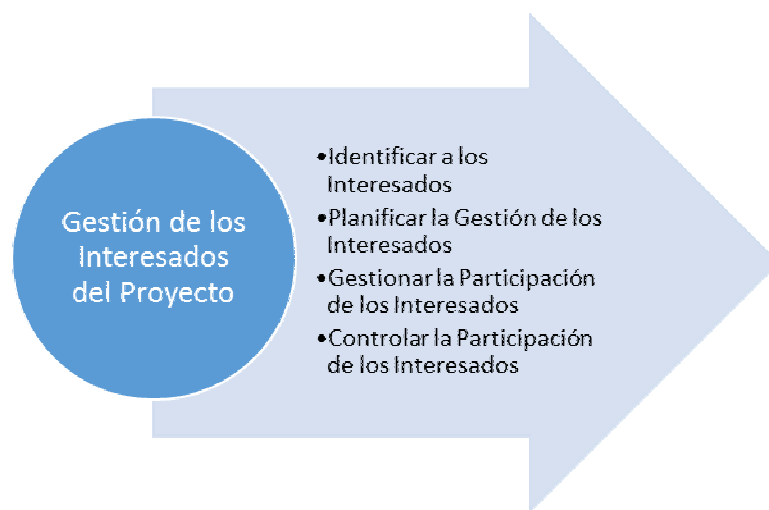 Gestión de los
Interesados
del Proyecto
•Identificar a los
Interesados
•Planificar la Gestión de los
Interesados
•Gestionar la Participación
de los Interesados
•Controlar la Participación
de los Interesados